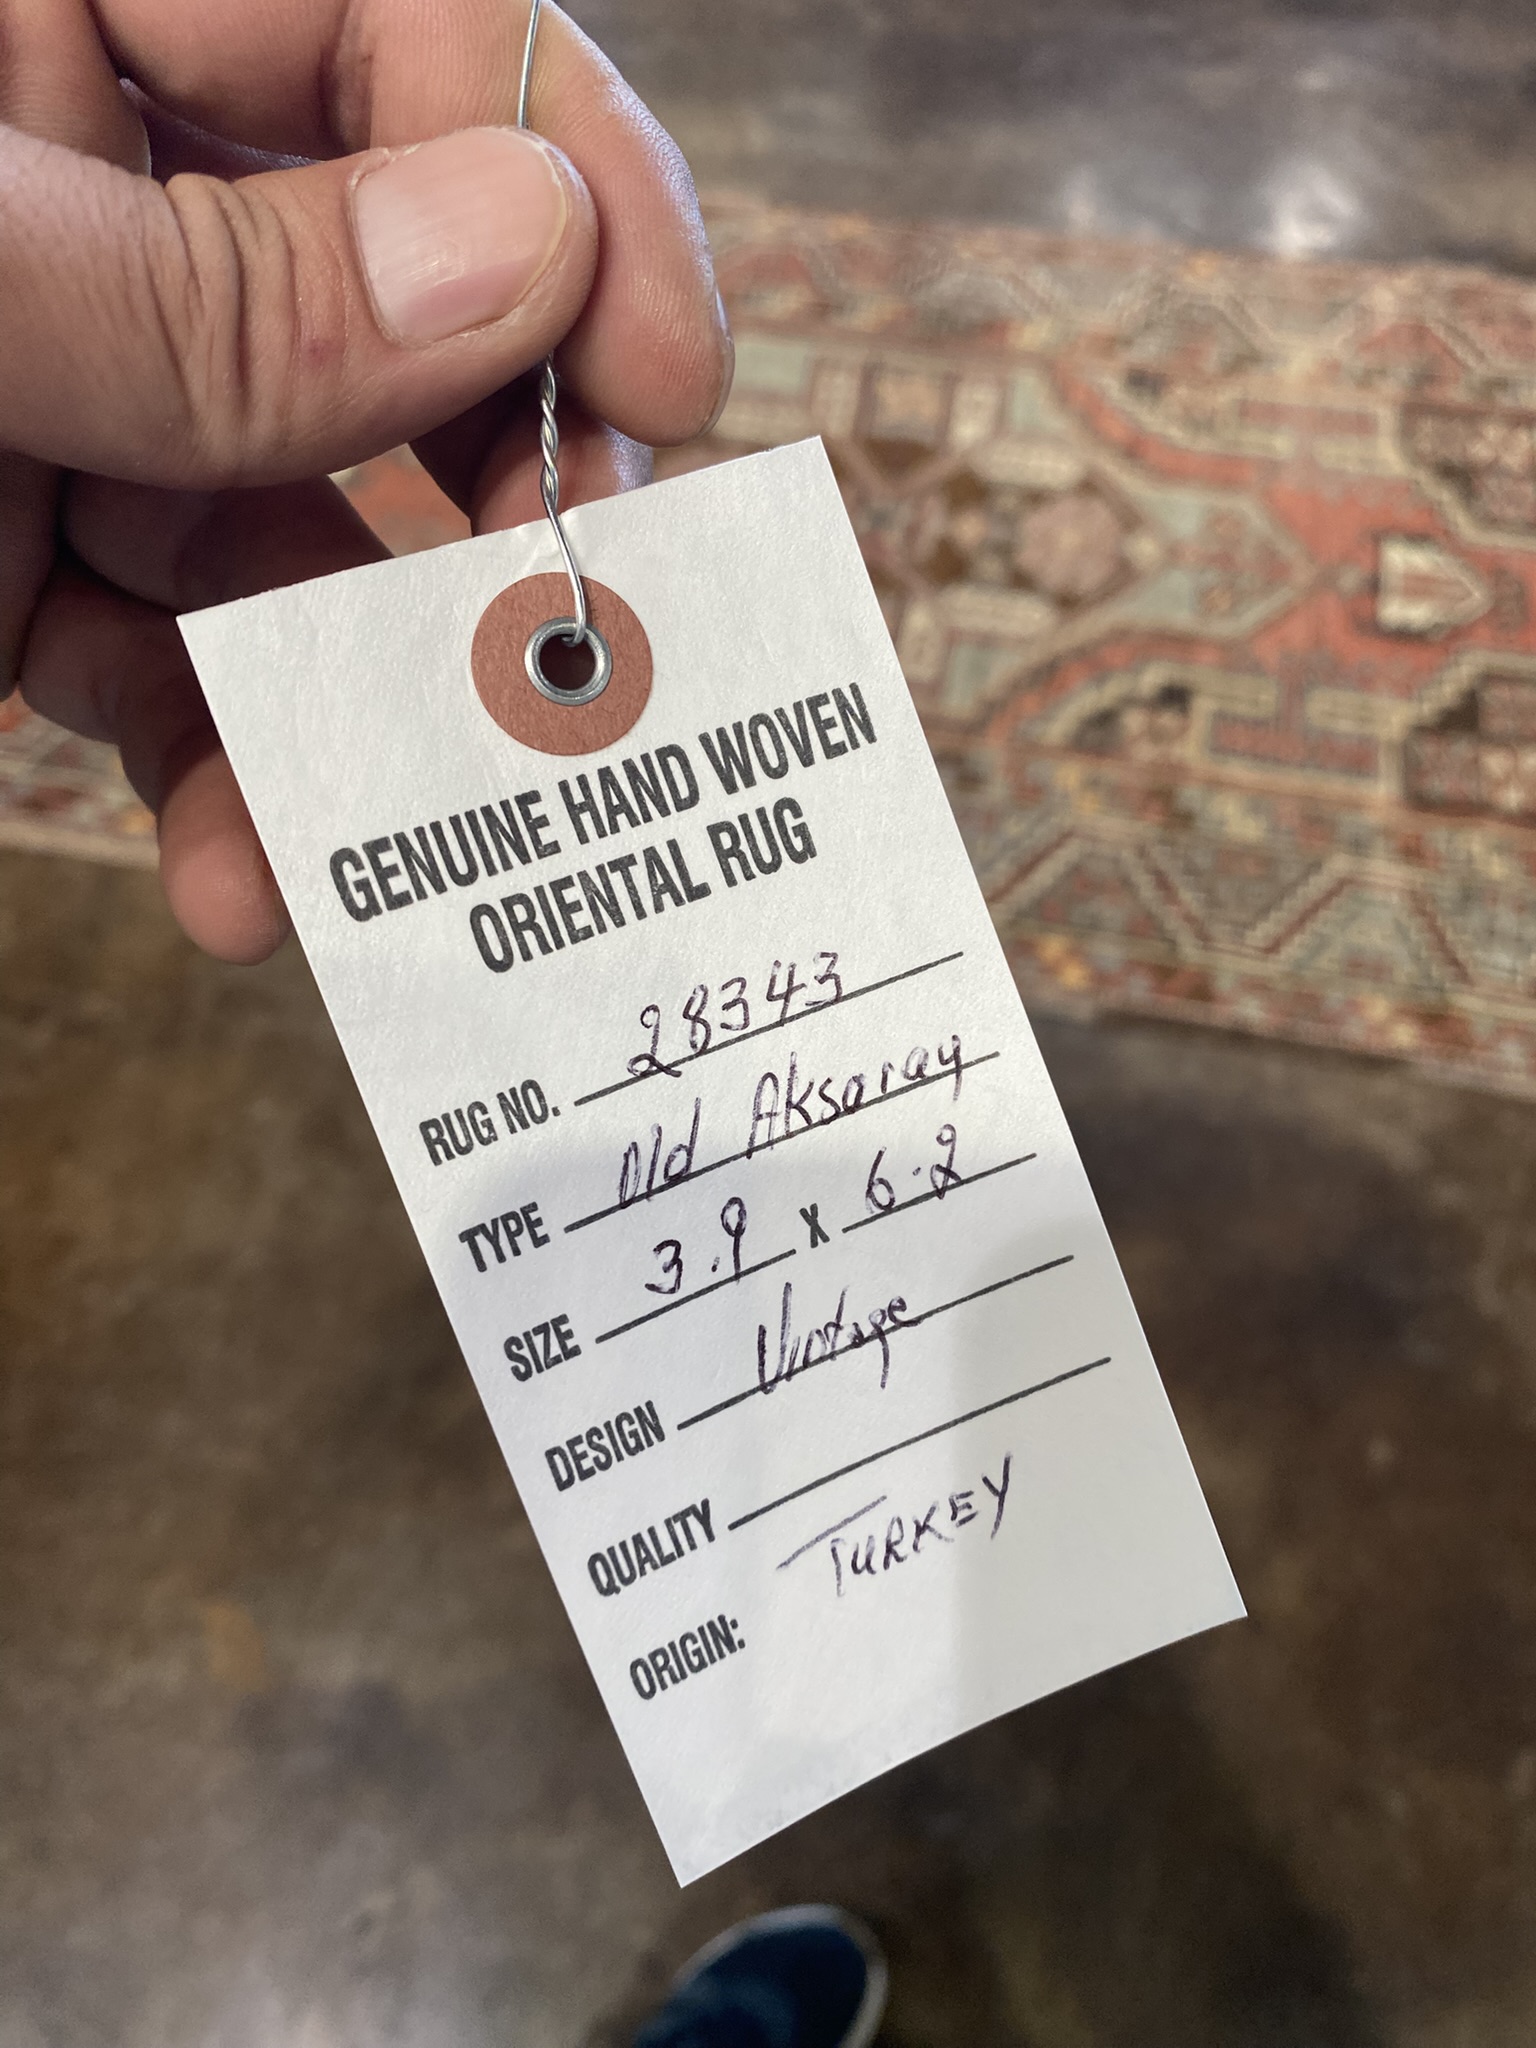 GENUINE HAND WOVEN
ORIENTAL RUG
RUG NO. 28343
TYPE Old Aksaray
SIZE 3.9 X 6.2
DESIGN Vintage
QUALITY
ORIGIN: TURKEY